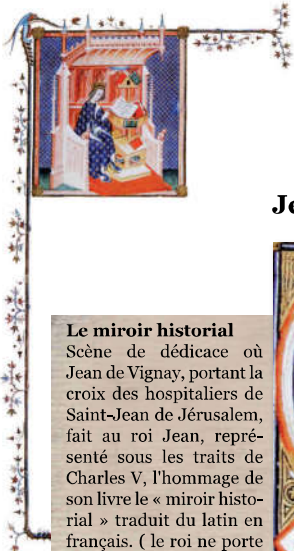 Je
Le miroir historial
Scène de dédicace où
Jean de Vignay, portant la
croix des hospitaliers de
Saint-Jean de Jérusalem,
fait au roi Jean, repré-
senté sous les traits de
Charles V, l'hommage de
son livre le « miroir histo-
rial » traduit du latin en
français. ( le roi ne porte